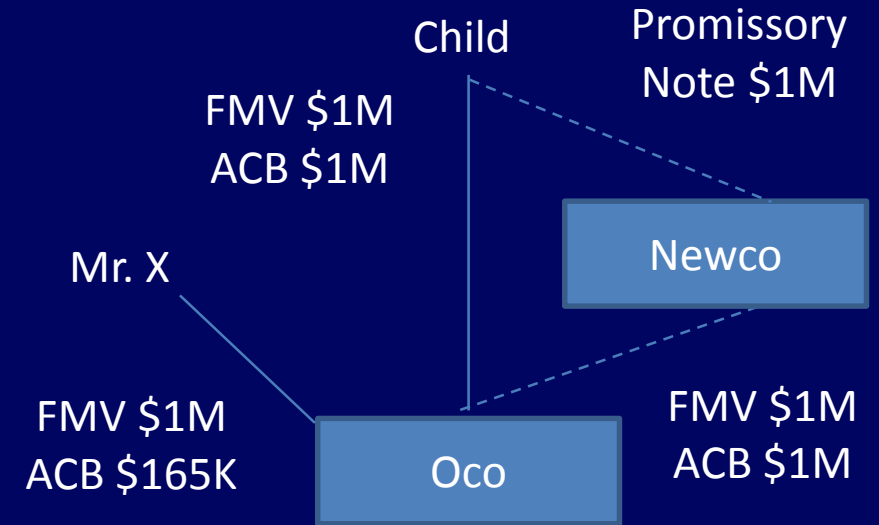 Child
Promissory
Note $1M
FMV $1M
ACB $1M
Newco
Mr. X
FMV $1M
ACB $165K
Oco
FMV $1M
ACB $1M